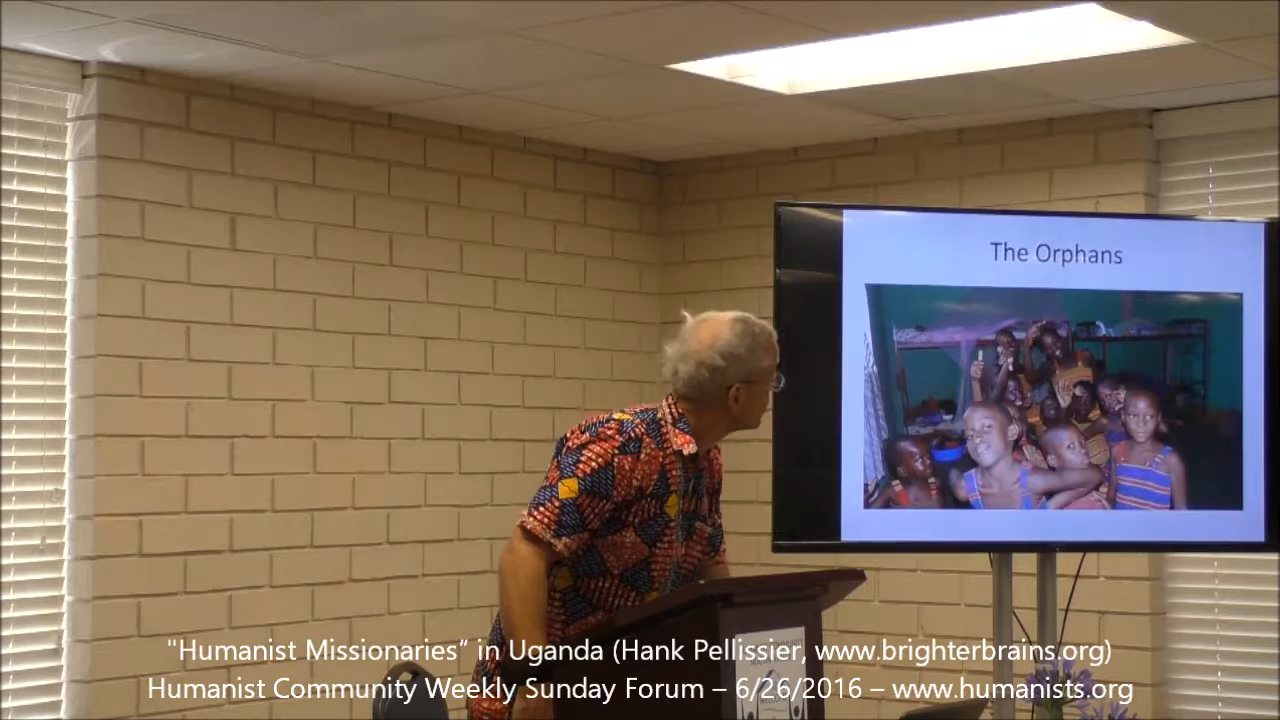 The Orphans
"Humanist Missionaries“ in Uganda (Hank Pellissier, www.brighterbrains.org)
Humanist Community Weekly Sunday Forum – 6/26/2016 – www.humanists.org